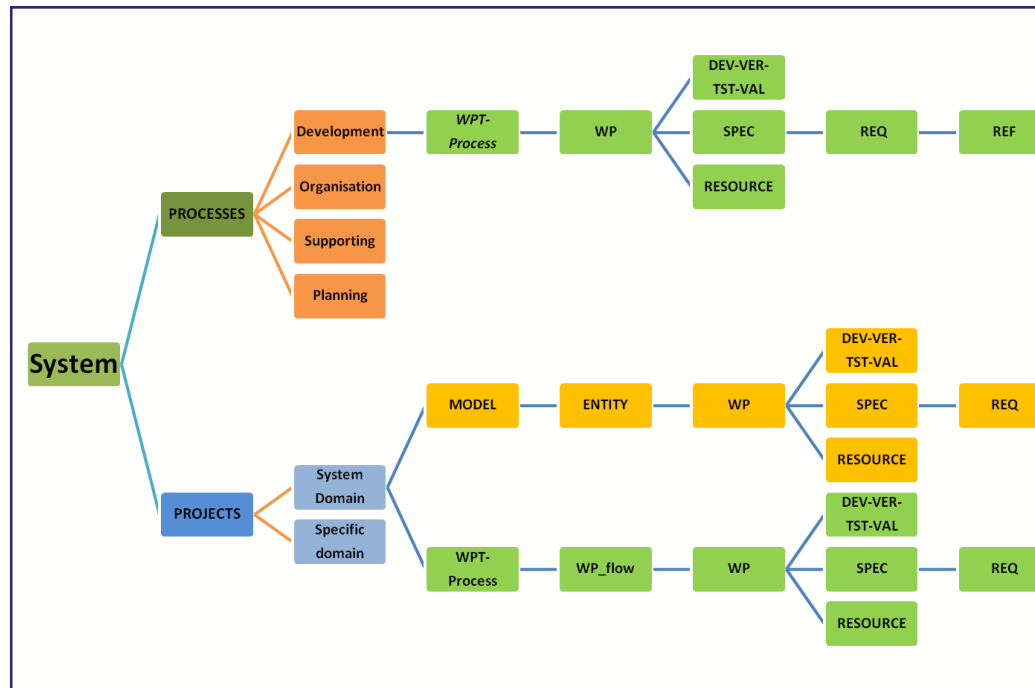 DEV-VER-
TST-VAL
Development
WPT-
Process
WP
SPEC
REQ
REF
Organisation
RESOURCE
PROCESSES
Supporting
Planning
System
DEV-VER-
TST-VAL
MODEL
ENTITY
WP
SPEC
REQ
RESOURCE
System
Domain
PROJECTS
Specific
domain
DEV-VER-
TST-VAL
WPT-
Process
WP_flow
WP
SPEC
REQ
RESOURCE